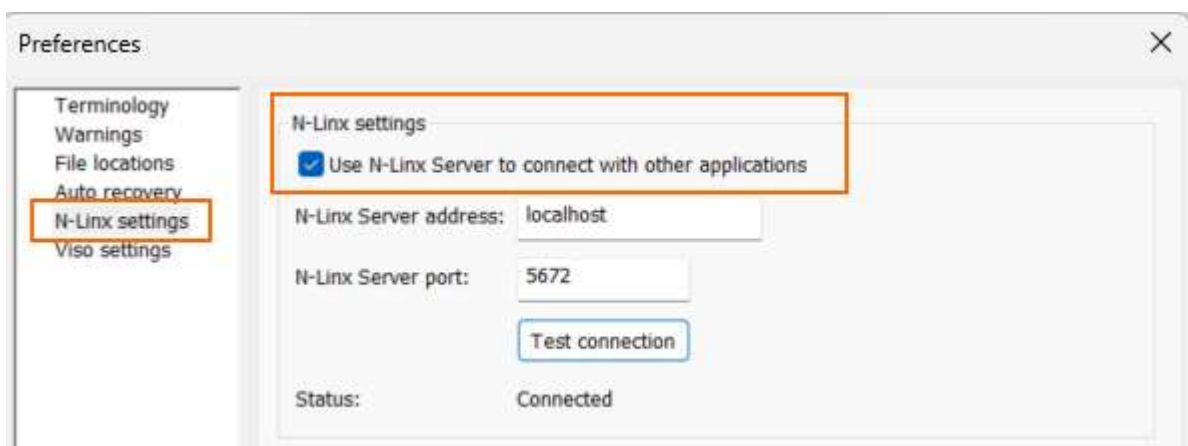 Preferences
Terminology
Warnings
File locations
Auto recovery
N-Linx settings
Viso settings
N-Linx settings
Use N-Linx Server to connect with other applications
N-Linx Server address: localhost
N-Linx Server port: 5672
Test connection
Status: Connected